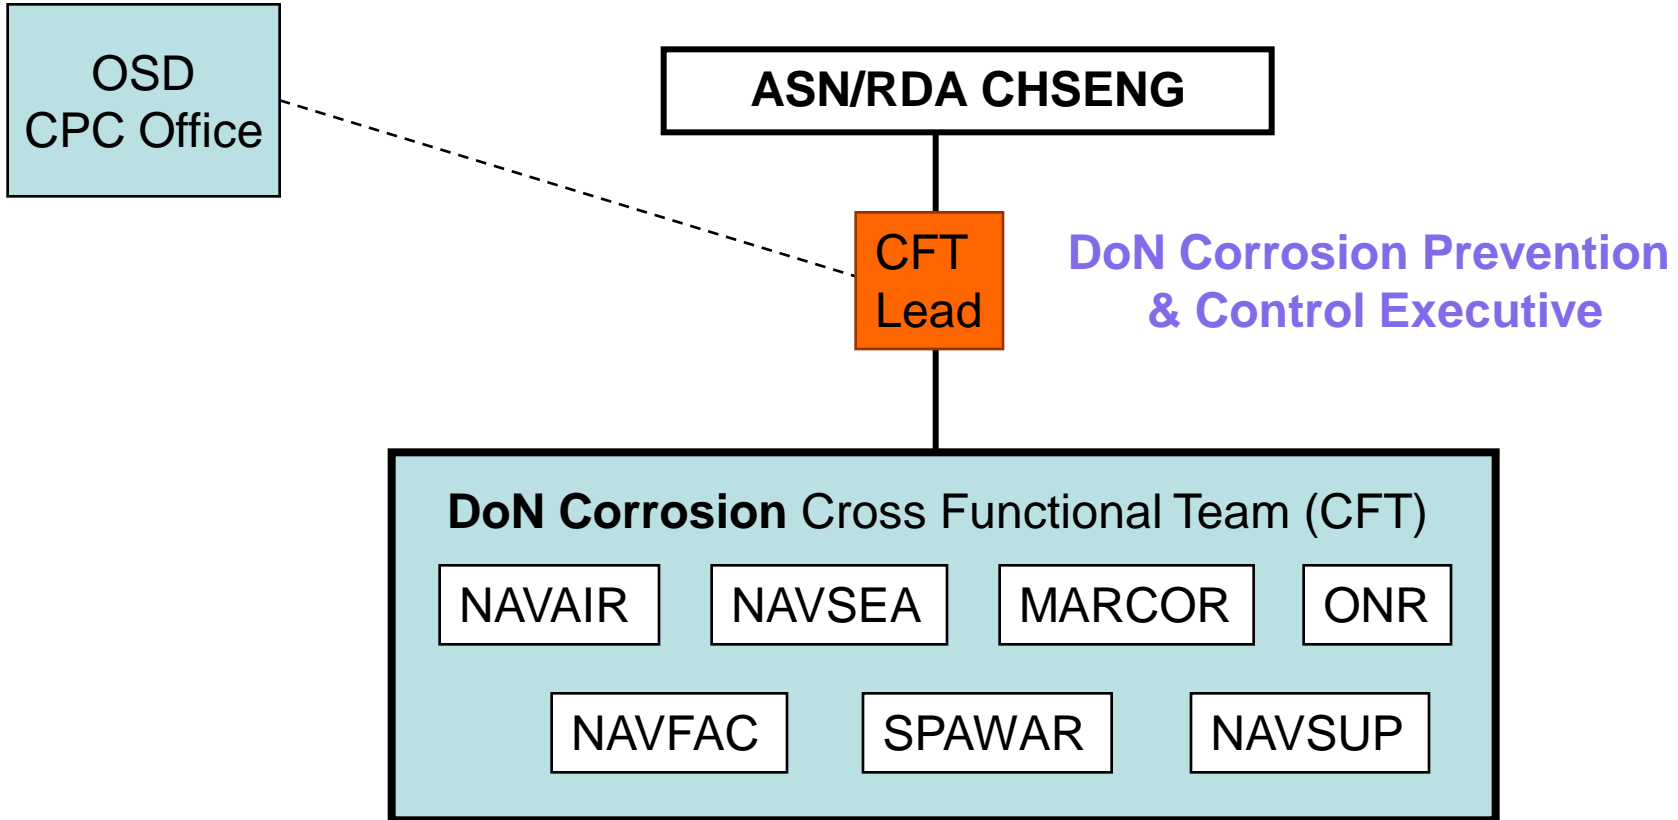 OSD
CPC Office
ASN/RDA CHSENG
CFT
Lead
DoN Corrosion Prevention
& Control Executive
DoN Corrosion Cross Functional Team (CFT)
NAVAIR
NAVSEA
MARCOR
ONR
NAVFAC
SPAWAR
NAVSUP